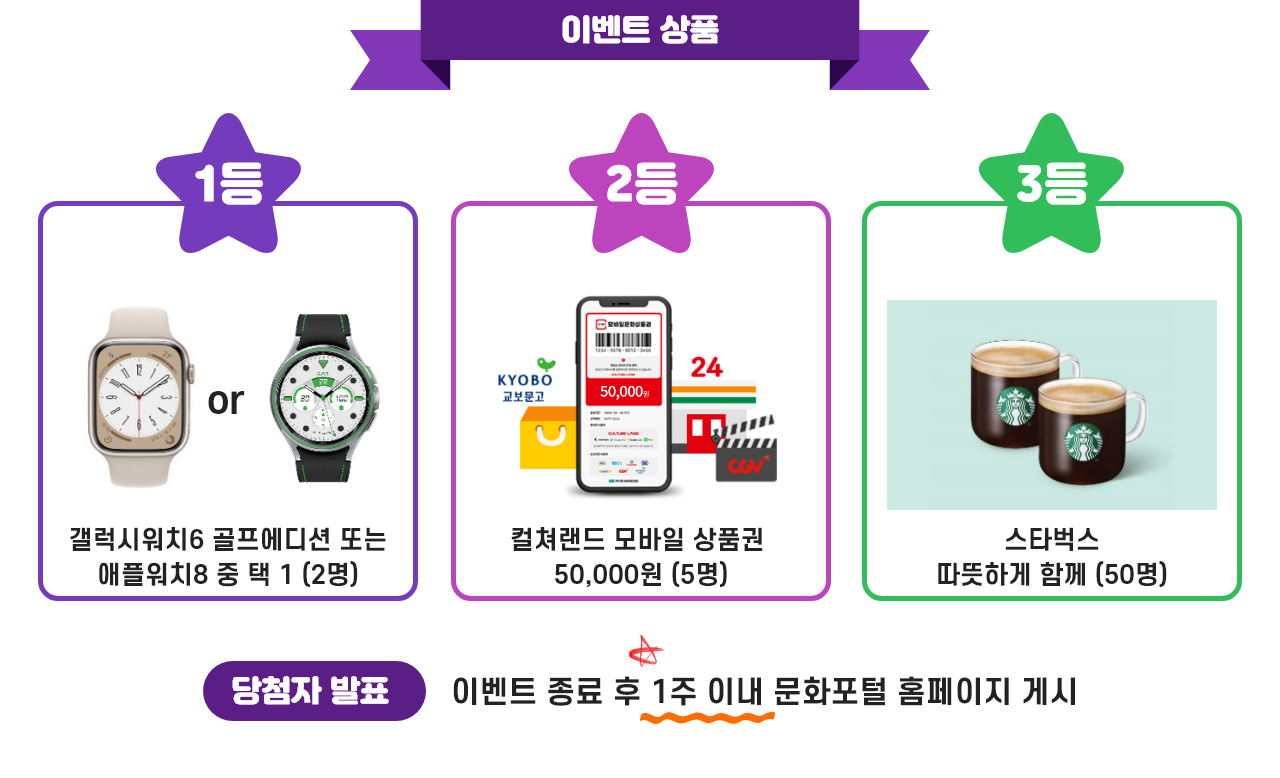 이벤트 상품
1등
2등
3등
or
KYOBO
교보문고
모바일문화상품권
50,000원
CULTURE LAND
24
CGV
갤럭시워치6 골프에디션 또는
애플워치8 중 택 1 (2명)
컬쳐랜드 모바일 상품권
50,000원 (5명)
스타벅스
따뜻하게 함께 (50명)
당첨자 발표
이벤트 종료 후 1주 이내 문화포털 홈페이지 게시